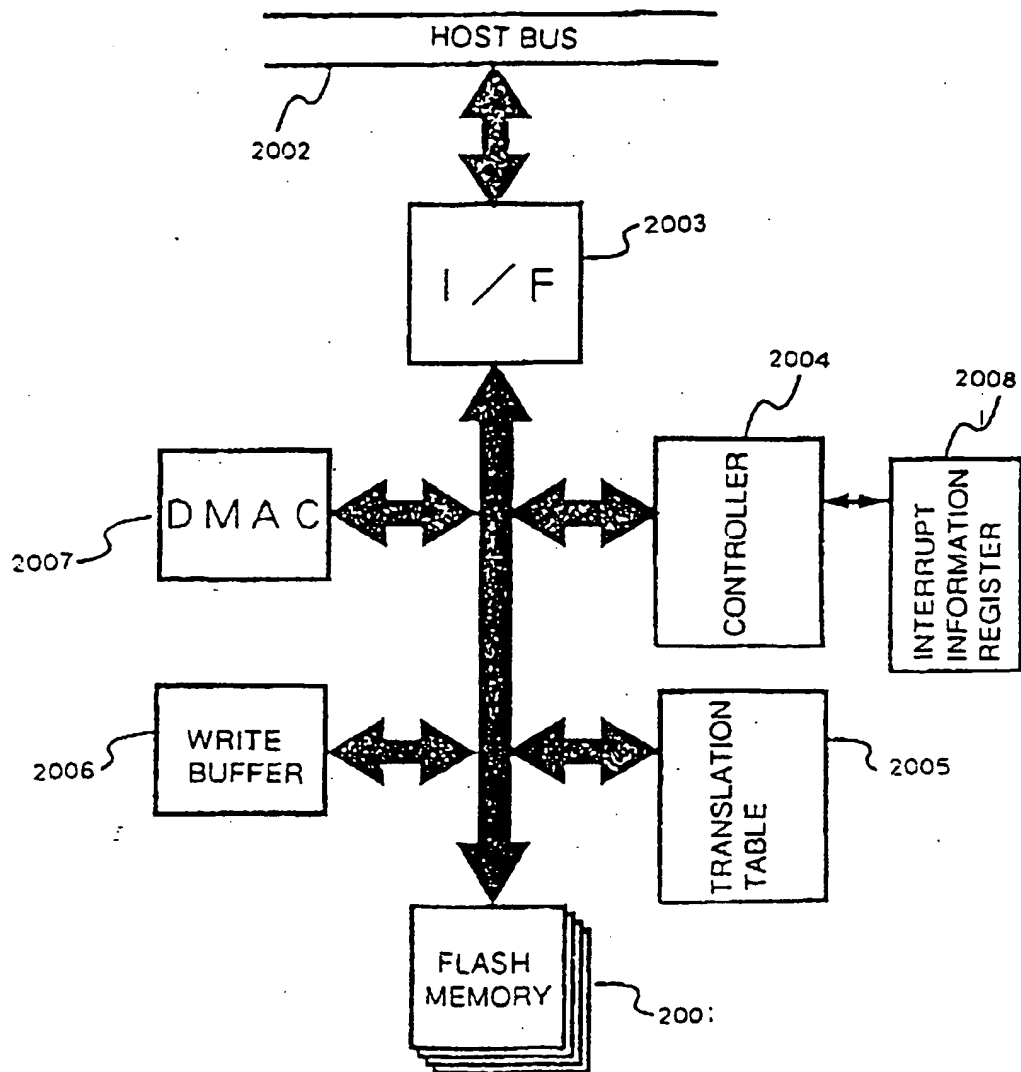 HOST BUS
2002
2003
I/F
2004
2008
DMAC
CONTROLLER
INTERRUPT
INFORMATION
REGISTER
2007
WRITE
BUFFER
2006
TRANSLATION
TABLE
2005
FLASH
MEMORY